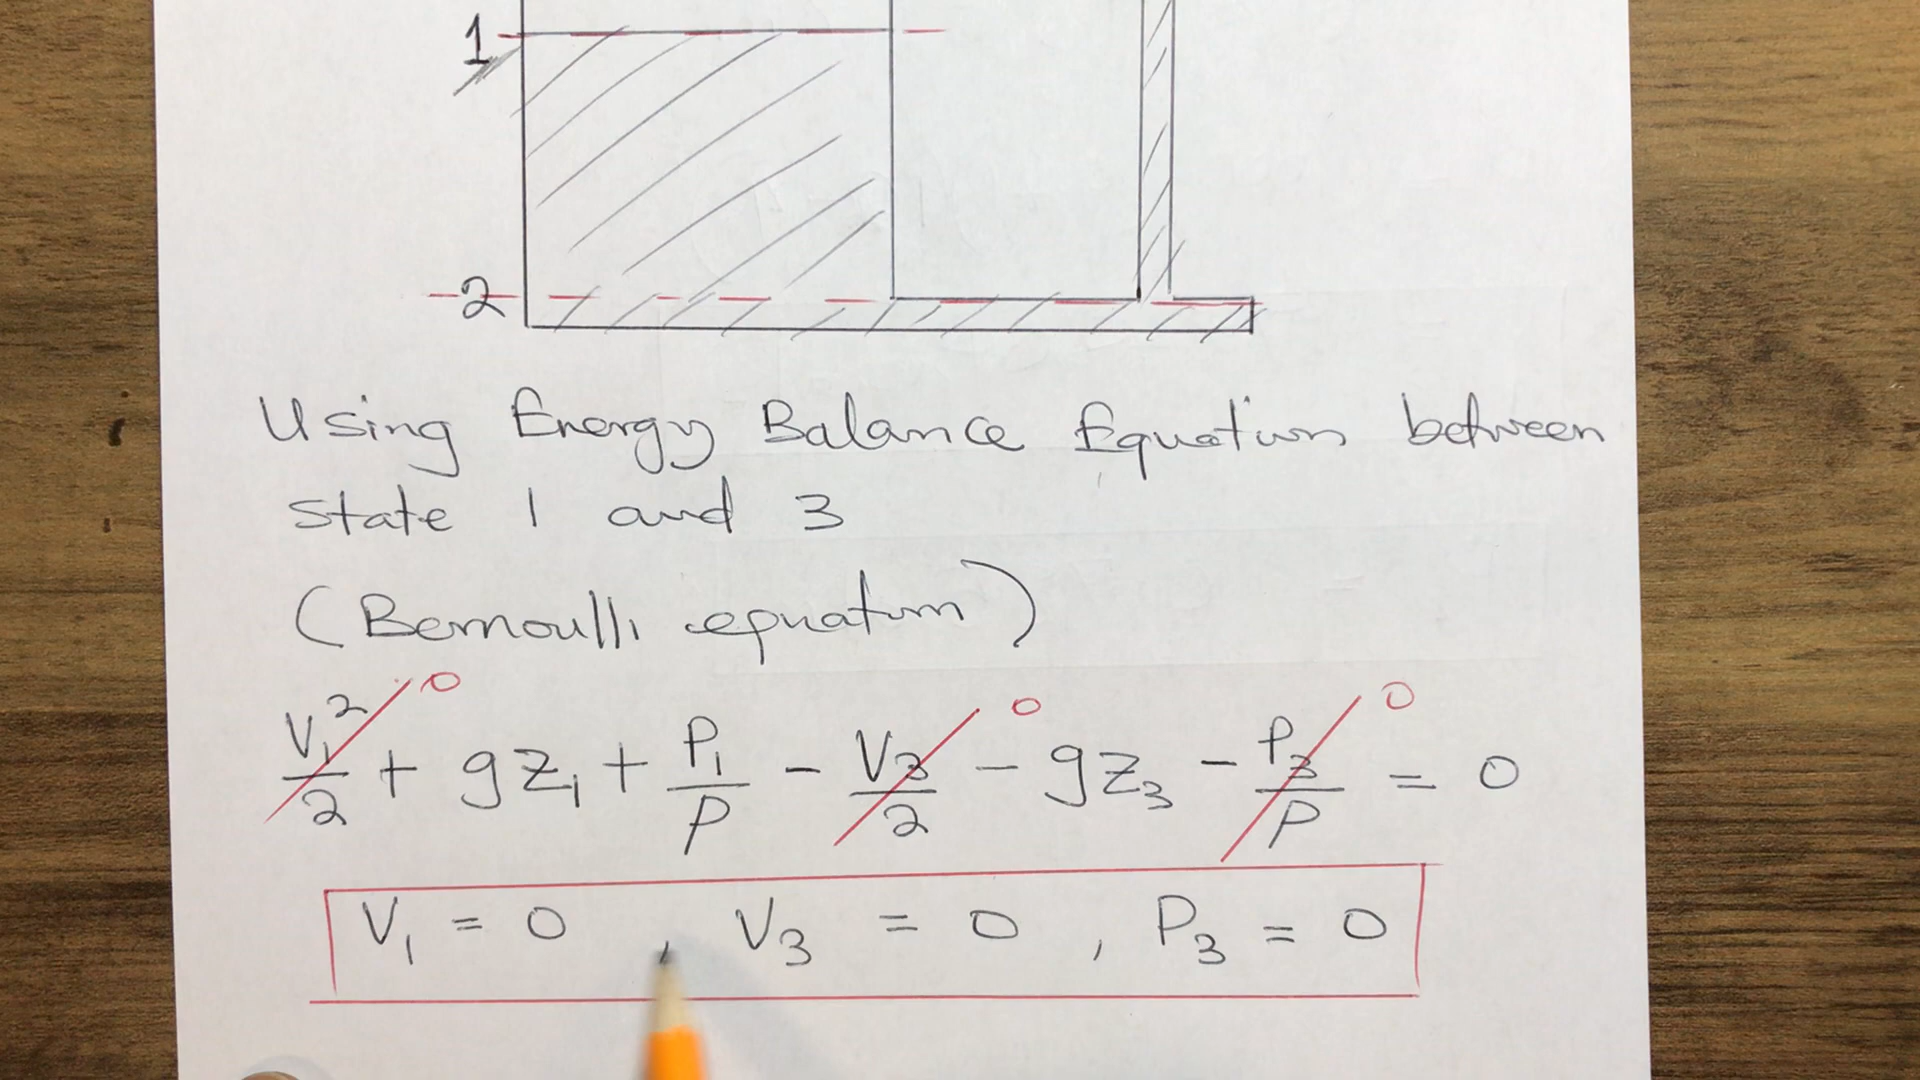 1
2
Using Energy Balance Equation between
state 1 and 3
(Bernoulli equation)
V₁²/2 + gz₁ + P₁/ρ - V₃/2 - gz₃ - P₃/ρ = 0
0 0 0
V₁ = 0 , V₃ = 0 , P₃ = 0